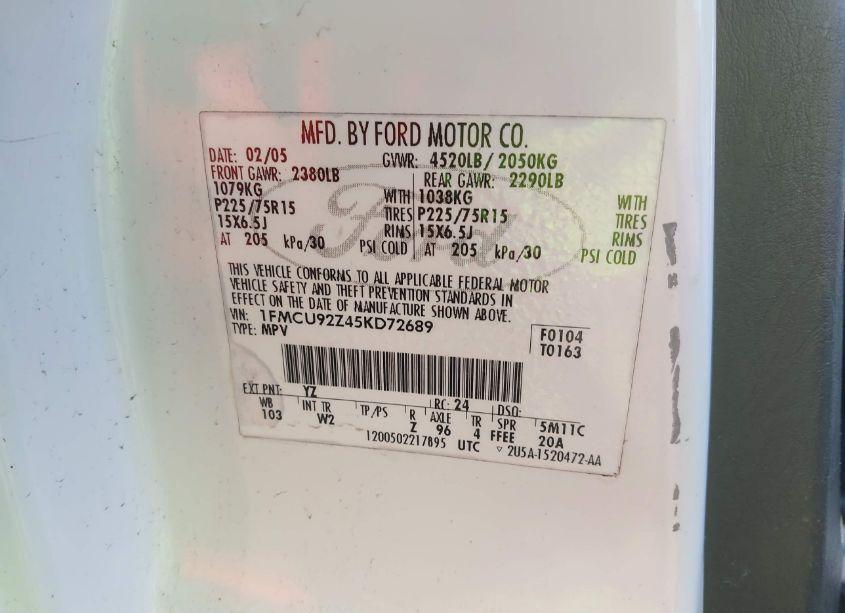 MFD. BY FORD MOTOR CO.
DATE: 02/05 GVWR: 4520LB/ 2050KG
FRONT GAWR: 2380LB REAR GAWR: 2290LB
1079KG WITH 1038KG WITH
P225/75R15 TIRES P225/75R15 TIRES
15X6.5J RIMS 15X6.5J RIMS
AT 205 kPa/30 PSI COLD AT 205 kPa/30 PSI COLD
Ford
THIS VEHICLE CONFORMS TO ALL APPLICABLE FEDERAL MOTOR
VEHICLE SAFETY AND THEFT PREVENTION STANDARDS IN
EFFECT ON THE DATE OF MANUFACTURE SHOWN ABOVE.
VIN: 1FMCU92Z45KD72689
TYPE: MPV
F0104
T0163
EXT PNT: YZ RC: 24 DSO:
WB INT TR TP/PS R AXLE TR SPR 5M11C
103 W2 Z 96 4 FFEE 20A
1200502217895 UTC 2U5A-1520472-AA